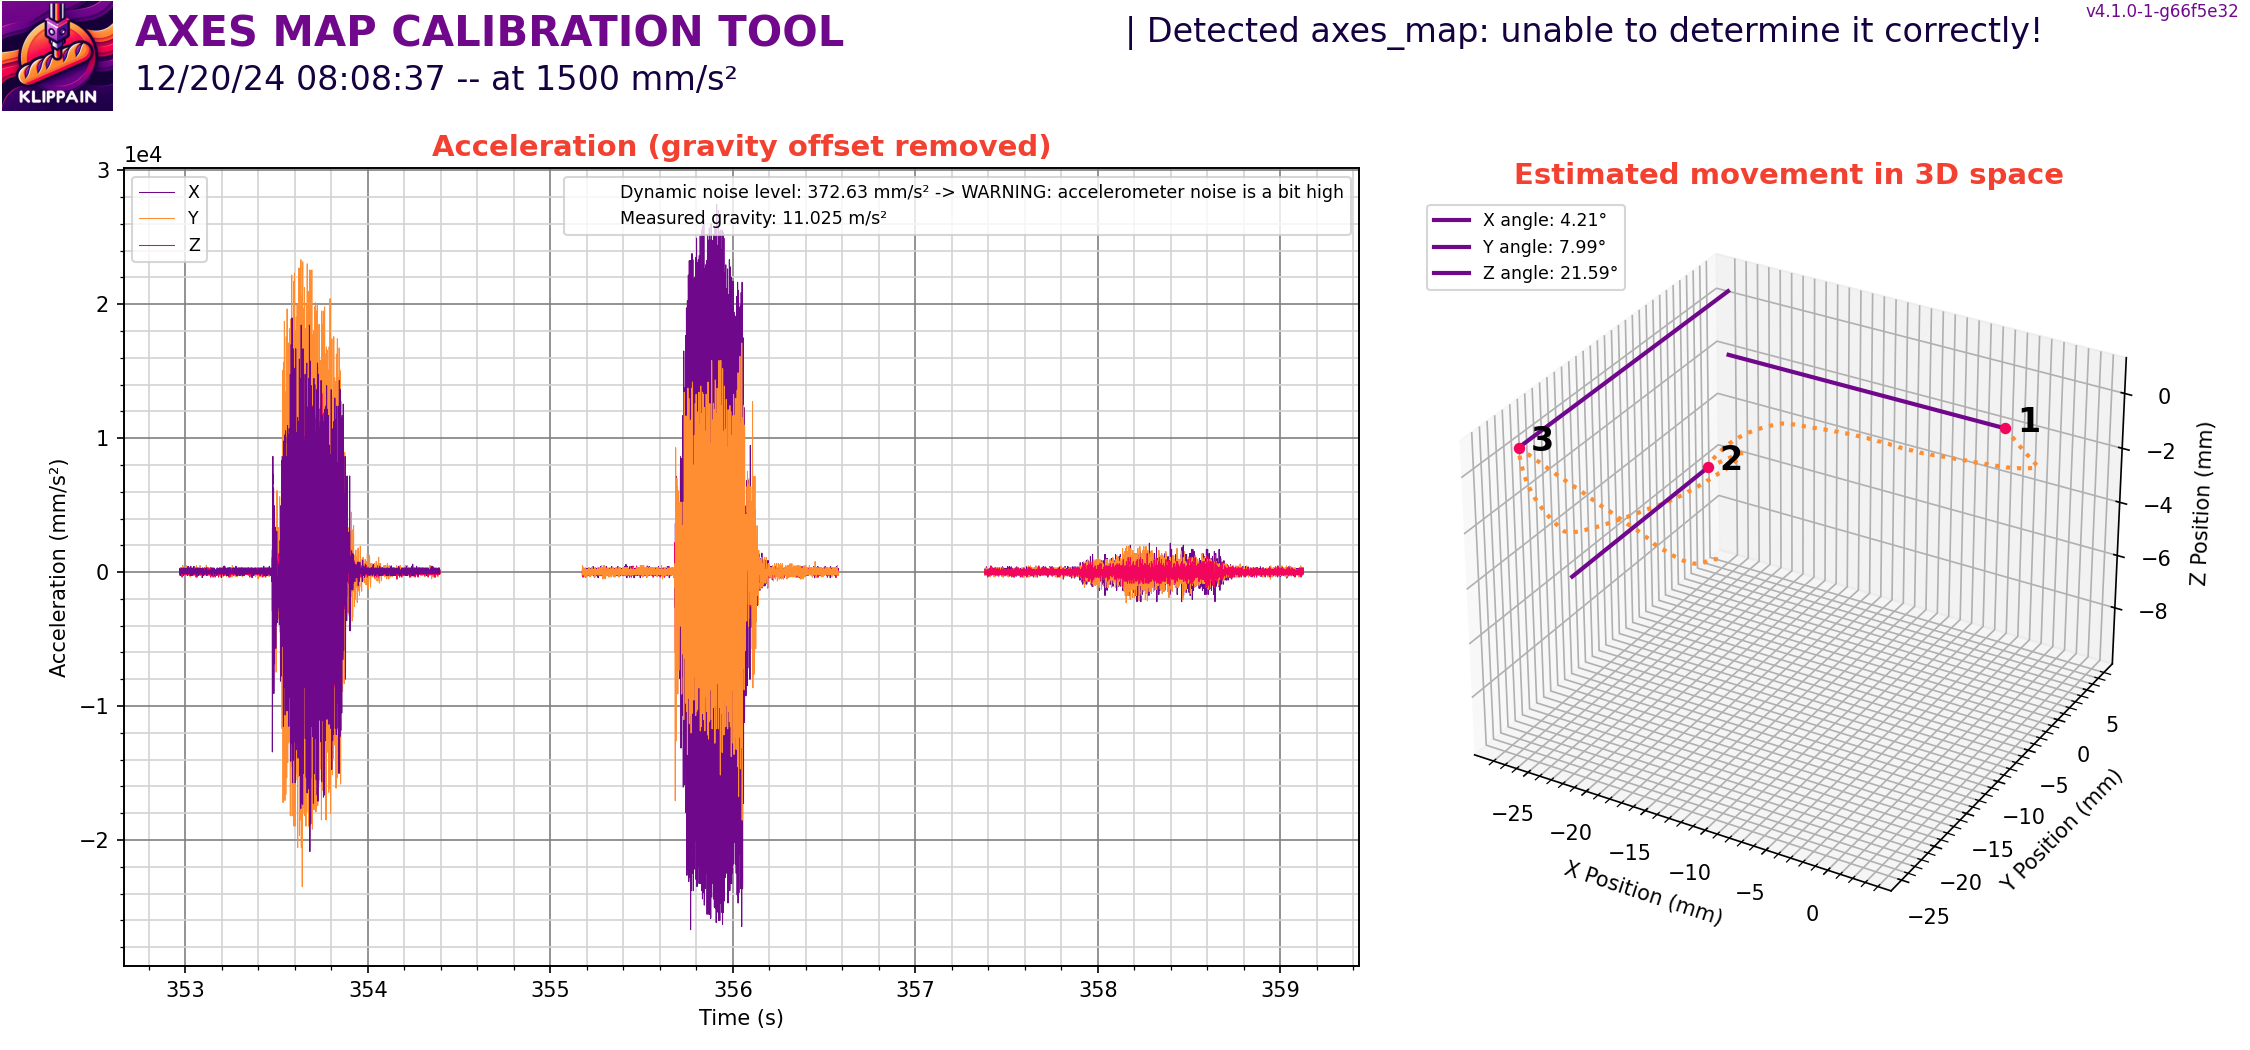 KLIPPAIN
AXES MAP CALIBRATION TOOL
12/20/24 08:08:37 -- at 1500 mm/s²
| Detected axes_map: unable to determine it correctly!
v4.1.0-1-g66f5e32
Acceleration (gravity offset removed)
1e4
X
Y
Z
Dynamic noise level: 372.63 mm/s² -> WARNING: accelerometer noise is a bit high
Measured gravity: 11.025 m/s²
3
2
1
0
−1
−2
Acceleration (mm/s²)
353 354 355 356 357 358 359
Time (s)
Estimated movement in 3D space
X angle: 4.21°
Y angle: 7.99°
Z angle: 21.59°
1
2
3
0
−2
−4
−6
−8
Z Position (mm)
5
0
−5
−10
−15
−20
−25
Y Position (mm)
−25
−20
−15
−10
−5
0
X Position (mm)